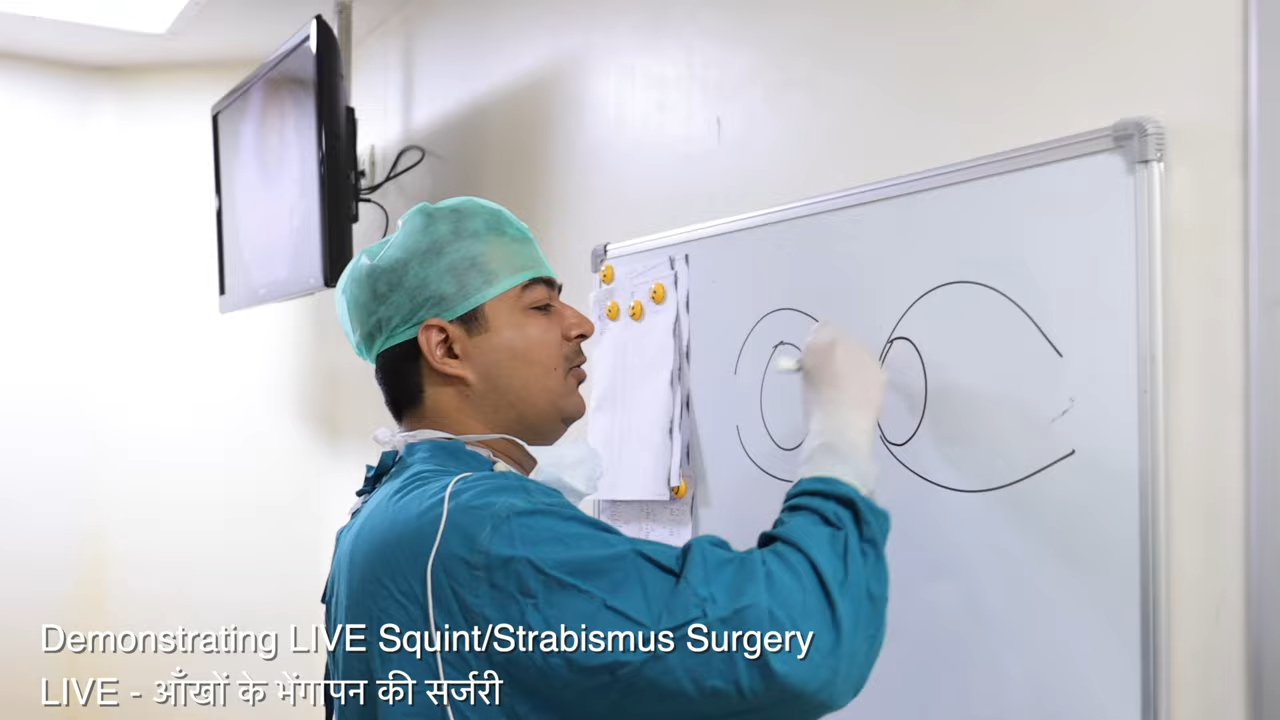 Demonstrating LIVE Squint/Strabismus Surgery
LIVE - आँखों के भेंगापन की सर्जरी